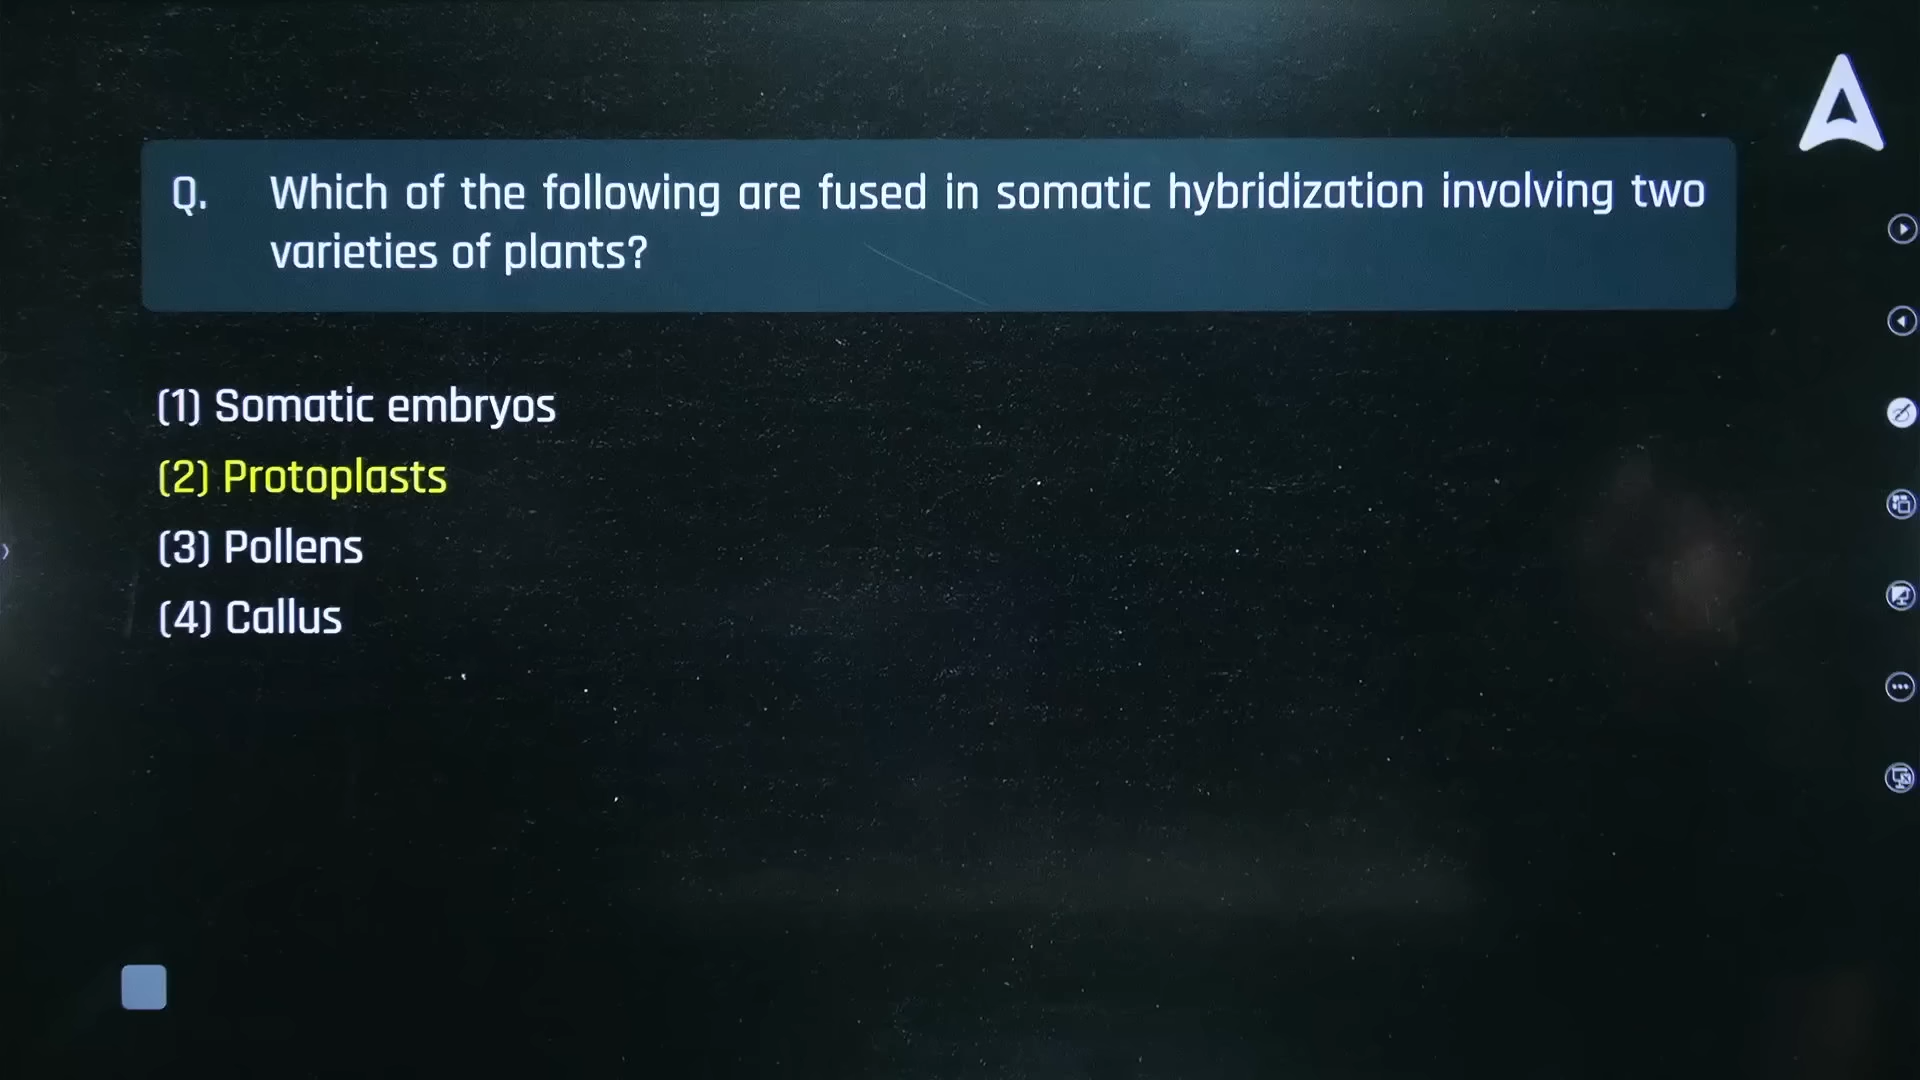 Q. Which of the following are fused in somatic hybridization involving two
varieties of plants?
(1) Somatic embryos
(2) Protoplasts
(3) Pollens
(4) Callus